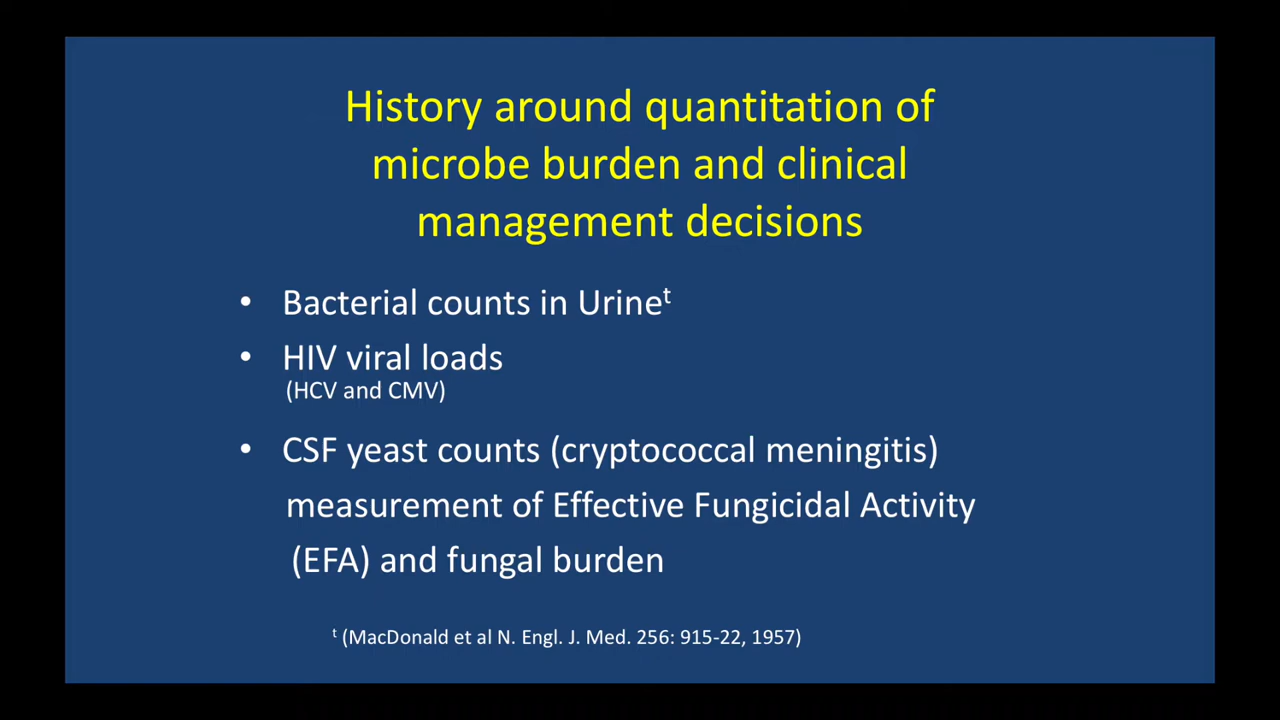 History around quantitation of
microbe burden and clinical
management decisions
• Bacterial counts in Urineᵗ
• HIV viral loads
(HCV and CMV)
• CSF yeast counts (cryptococcal meningitis)
measurement of Effective Fungicidal Activity
(EFA) and fungal burden
ᵗ (MacDonald et al N. Engl. J. Med. 256: 915-22, 1957)